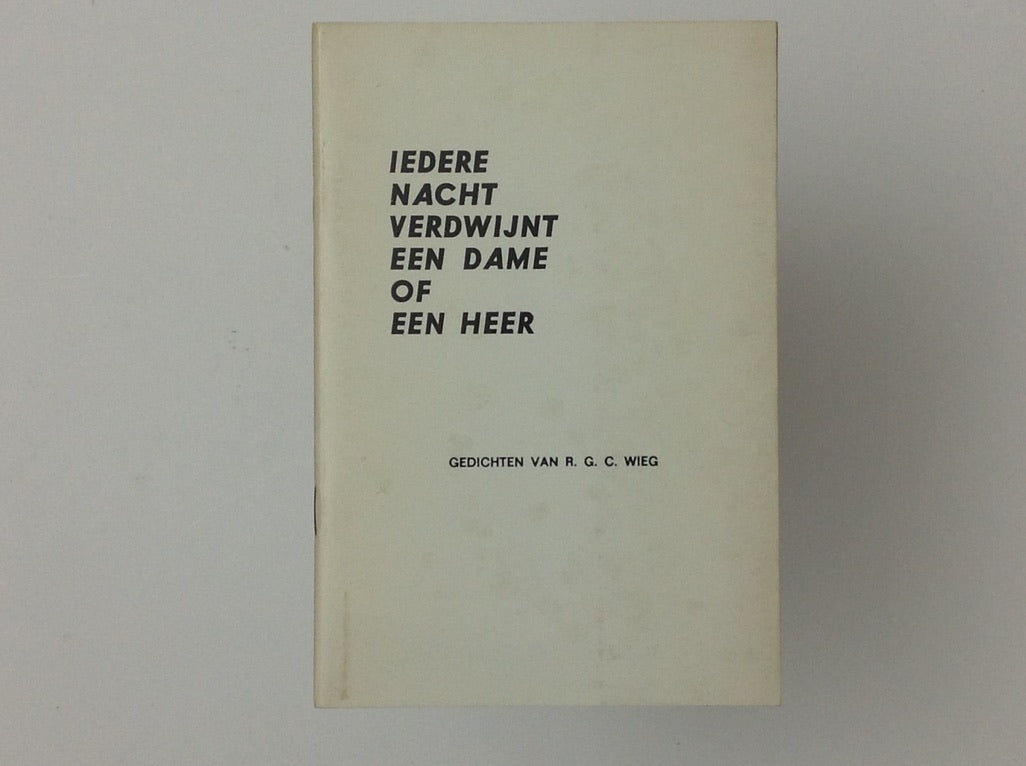 IEDERE
NACHT
VERDWIJNT
EEN DAME
OF
EEN HEER
GEDICHTEN VAN R. G. C. WIEG